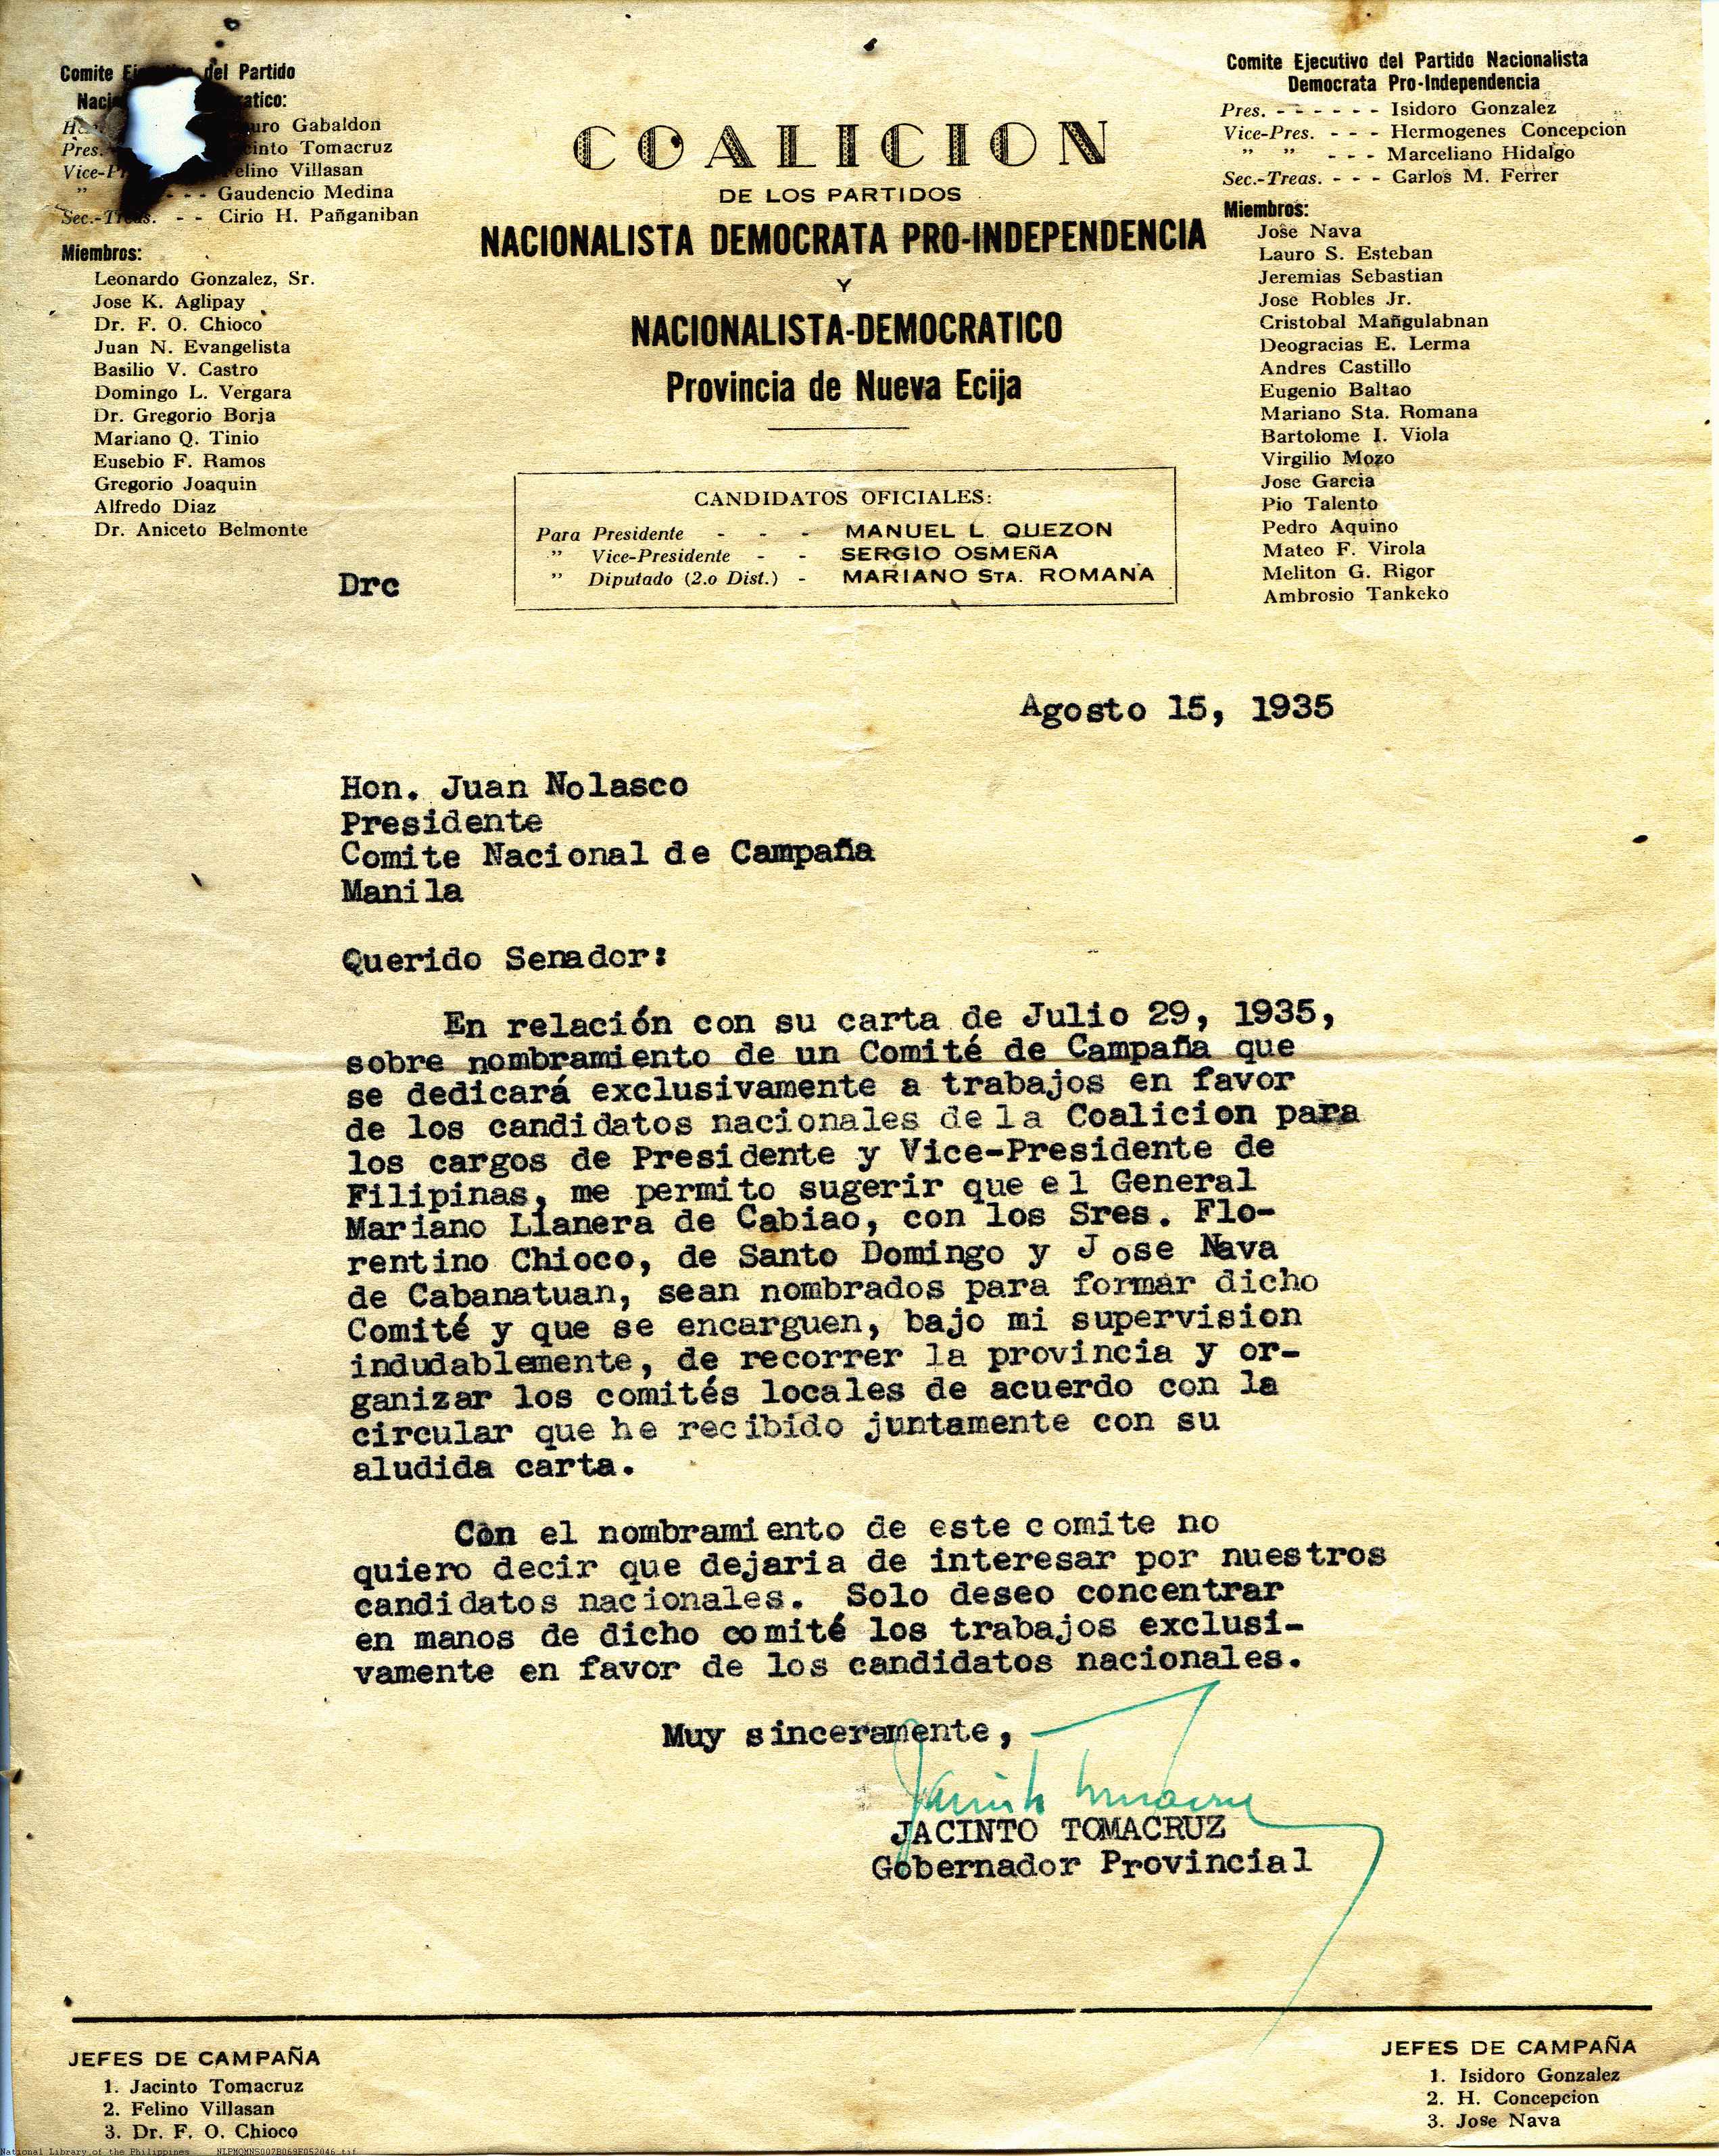 Comite del Partido
atico:
uro Gabaldon
Pres. cinto Tomacruz
elino Villasan
" - - - Gaudencio Medina
Sec.-Treas. - - Cirio H. Pañganiban
Miembros:
Leonardo Gonzalez, Sr.
Jose K. Aglipay
Dr. F. O. Chioco
Juan N. Evangelista
Basilio V. Castro
Domingo L. Vergara
Dr. Gregorio Borja
Mariano Q. Tinio
Eusebio F. Ramos
Gregorio Joaquin
Alfredo Diaz
Dr. Aniceto Belmonte
COALICION
DE LOS PARTIDOS
NACIONALISTA DEMOCRATA PRO-INDEPENDENCIA
Y
NACIONALISTA-DEMOCRATICO
Provincia de Nueva Ecija
CANDIDATOS OFICIALES:
Para Presidente - - - MANUEL L. QUEZON
" Vice-Presidente - - SERGIO OSMEÑA
" Diputado (2.o Dist.) - MARIANO STA. ROMANA
Comite Ejecutivo del Partido Nacionalista
Democrata Pro-Independencia
Pres. - - - - - - Isidoro Gonzalez
Vice-Pres. - - - Hermogenes Concepcion
" " - - - Marceliano Hidalgo
Sec.-Treas. - - - Carlos M. Ferrer
Miembros:
Jose Nava
Lauro S. Esteban
Jeremias Sebastian
Jose Robles Jr.
Cristobal Mañgulabnan
Deogracias E. Lerma
Andres Castillo
Eugenio Baltao
Mariano Sta. Romana
Bartolome I. Viola
Virgilio Mozo
Jose Garcia
Pio Talento
Pedro Aquino
Mateo F. Virola
Meliton G. Rigor
Ambrosio Tankeko
Drc
Agosto 15, 1935
Hon. Juan Nolasco
Presidente
Comite Nacional de Campaña
Manila
Querido Senador:
En relación con su carta de Julio 29, 1935,
sobre nombramiento de un Comité de Campaña que
se dedicará exclusivamente a trabajos en favor
de los candidatos nacionales de la Coalicion para
los cargos de Presidente y Vice-Presidente de
Filipinas, me permito sugerir que el General
Mariano Llanera de Cabiao, con los Sres. Flo-
rentino Chioco, de Santo Domingo y Jose Nava
de Cabanatuan, sean nombrados para formar dicho
Comité y que se encarguen, bajo mi supervision
indudablemente, de recorrer la provincia y or-
ganizar los comités locales de acuerdo con la
circular que he recibido juntamente con su
aludida carta.
Con el nombramiento de este comite no
quiero decir que dejaria de interesar por nuestros
candidatos nacionales. Solo deseo concentrar
en manos de dicho comité los trabajos exclusi-
vamente en favor de los candidatos nacionales.
Muy sinceramente,
Jacinto Tomacruz
JACINTO TOMACRUZ
Gobernador Provincial
JEFES DE CAMPAÑA
1. Jacinto Tomacruz
2. Felino Villasan
3. Dr. F. O. Chioco
JEFES DE CAMPAÑA
1. Isidoro Gonzalez
2. H. Concepcion
3. Jose Nava
National Library of the Philippines NLPMQMNS007B069F052046.tif